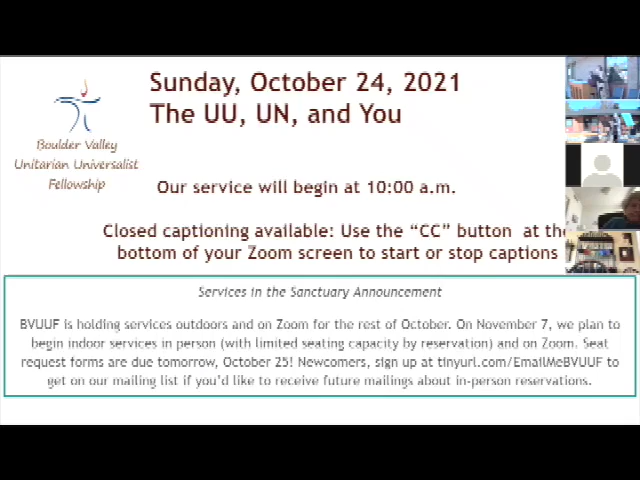 Sunday, October 24, 2021
The UU, UN, and You
Boulder Valley
Unitarian Universalist
Fellowship
Our service will begin at 10:00 a.m.
Closed captioning available: Use the “CC” button at the
bottom of your Zoom screen to start or stop captions
Services in the Sanctuary Announcement
BVUUF is holding services outdoors and on Zoom for the rest of October. On November 7, we plan to
begin indoor services in person (with limited seating capacity by reservation) and on Zoom. Seat
request forms are due tomorrow, October 25! Newcomers, sign up at tinyurl.com/EmailMeBVUUF to
get on our mailing list if you’d like to receive future mailings about in-person reservations.